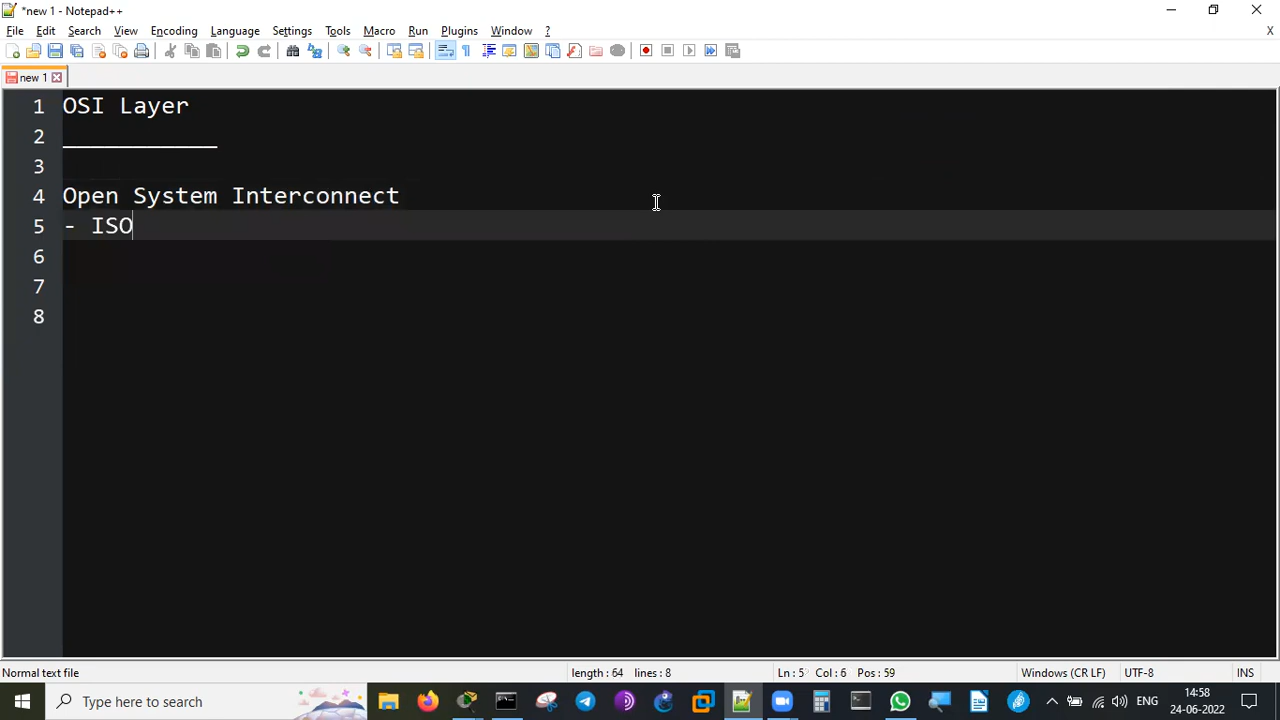 *new 1 - Notepad++
File Edit Search View Encoding Language Settings Tools Macro Run Plugins Window ? X
new 1
1 OSI Layer
2 ___________
3
4 Open System Interconnect
5 - ISO
6
7
8
Normal text file length : 64 lines : 8 Ln : 5 Col : 6 Pos : 59 Windows (CR LF) UTF-8 INS
Type here to search ENG 14:56
24-06-2022